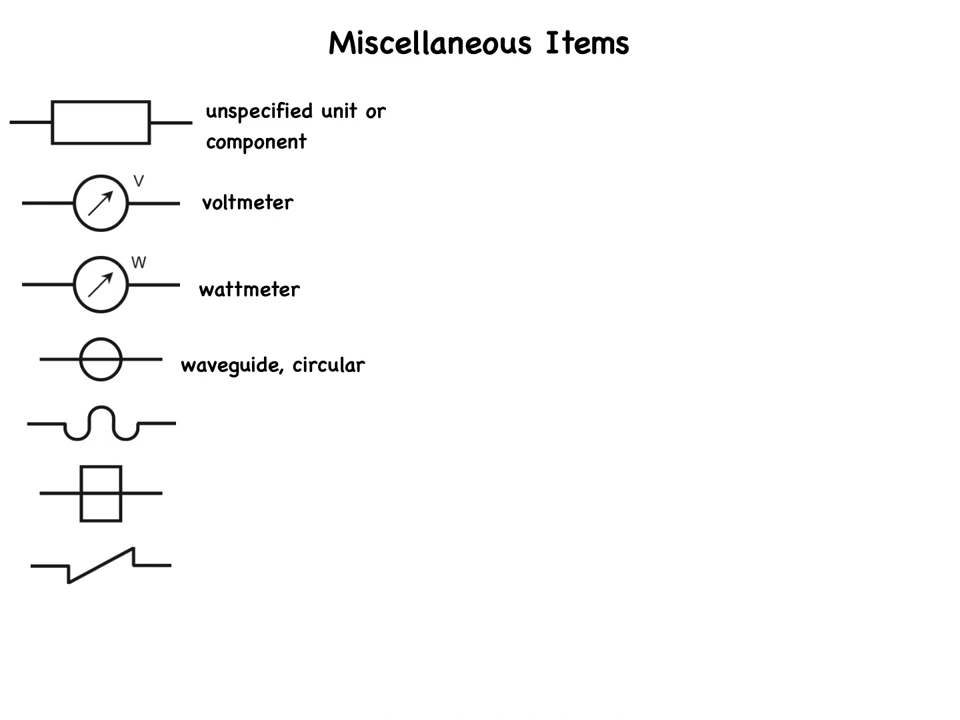 Miscellaneous Items
unspecified unit or
component
V
voltmeter
W
wattmeter
waveguide, circular